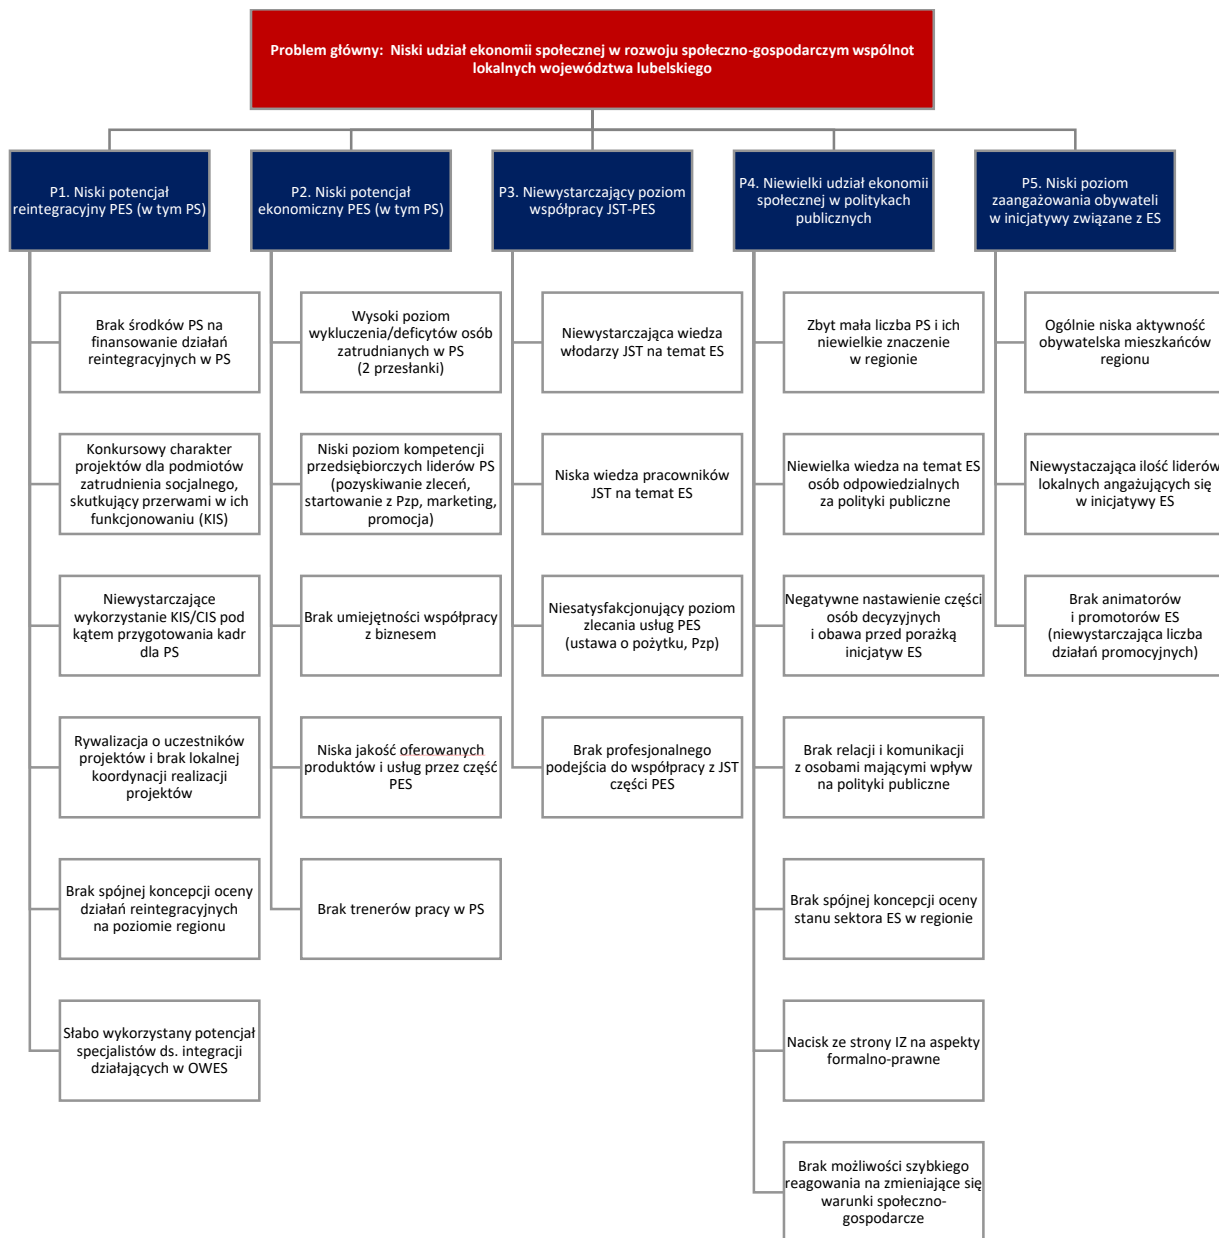 Problem główny:  Niski udział ekonomii społecznej w rozwoju społeczno-gospodarczym wspólnot
lokalnych województwa lubelskiego
P1. Niski potencjał
reintegracyjny PES (w tym PS)
Brak środków PS na
finansowanie działań
reintegracyjnych w PS
Konkursowy charakter
projektów dla podmiotów
zatrudnienia socjalnego,
skutkujący przerwami w ich
funkcjonowaniu (KIS)
Niewystarczające
wykorzystanie KIS/CIS pod
kątem przygotowania kadr
dla PS
Rywalizacja o uczestników
projektów i brak lokalnej
koordynacji realizacji
projektów
Brak spójnej koncepcji oceny
działań reintegracyjnych
na poziomie regionu
Słabo wykorzystany potencjał
specjalistów ds. integracji
działających w OWES
P2. Niski potencjał
ekonomiczny PES (w tym PS)
Wysoki poziom
wykluczenia/deficytów osób
zatrudnianych w PS
(2 przesłanki)
Niski poziom kompetencji
przedsiębiorczych liderów PS
(pozyskiwanie zleceń,
startowanie z Pzp, marketing,
promocja)
Brak umiejętności współpracy
z biznesem
Niska jakość oferowanych
produktów i usług przez część
PES
Brak trenerów pracy w PS
P3. Niewystarczający poziom
współpracy JST-PES
Niewystarczająca wiedza
włodarzy JST na temat ES
Niska wiedza pracowników
JST na temat ES
Niesatysfakcjonujący poziom
zlecania usług PES
(ustawa o pożytku, Pzp)
Brak profesjonalnego
podejścia do współpracy z JST
części PES
P4. Niewielki udział ekonomii
społecznej w politykach
publicznych
Zbyt mała liczba PS i ich
niewielkie znaczenie
w regionie
Niewielka wiedza na temat ES
osób odpowiedzialnych
za polityki publiczne
Negatywne nastawienie części
osób decyzyjnych
i obawa przed porażką
inicjatyw ES
Brak relacji i komunikacji
z osobami mającymi wpływ
na polityki publiczne
Brak spójnej koncepcji oceny
stanu sektora ES w regionie
Nacisk ze strony IZ na aspekty
formalno-prawne
Brak możliwości szybkiego
reagowania na zmieniające się
warunki społeczno-
gospodarcze
P5. Niski poziom
zaangażowania obywateli
w inicjatywy związane z ES
Ogólnie niska aktywność
obywatelska mieszkańców
regionu
Niewystaczająca ilość liderów
lokalnych angażujących się
w inicjatywy ES
Brak animatorów
i promotorów ES
(niewystarczająca liczba
działań promocyjnych)